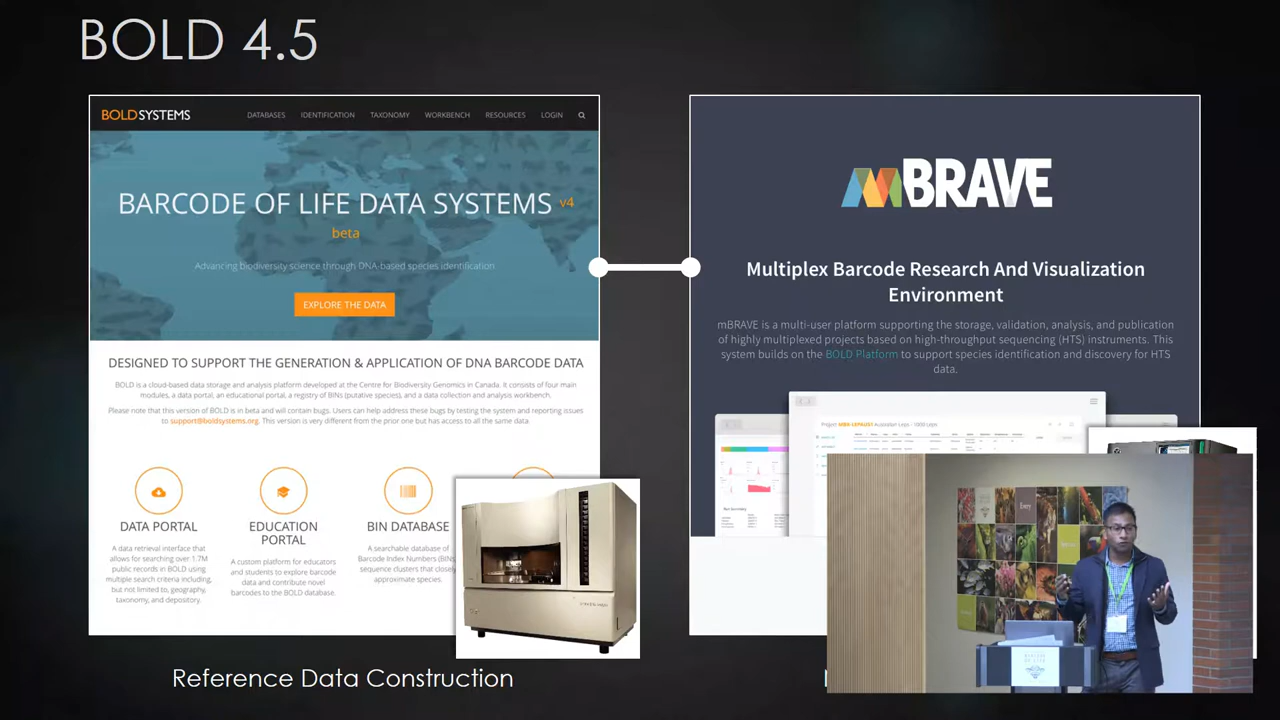 BOLD 4.5
BOLDSYSTEMS
DATABASES IDENTIFICATION TAXONOMY WORKBENCH RESOURCES LOGIN
BARCODE OF LIFE DATA SYSTEMS v4
beta
Advancing biodiversity science through DNA-based species identification
EXPLORE THE DATA
DESIGNED TO SUPPORT THE GENERATION & APPLICATION OF DNA BARCODE DATA
BOLD is a cloud-based data storage and analysis platform developed at the Centre for Biodiversity Genomics in Canada. It consists of four main
modules, a data portal, an educational portal, a registry of BINs (putative species), and a data collection and analysis workbench.
Please note that this version of BOLD is in beta and will contain bugs. Users can help address these bugs by testing the system and reporting issues
to support@boldsystems.org. This version is very different from the prior one but has access to all the same data.
DATA PORTAL
A data retrieval interface that
allows for searching over 1.7M
public records in BOLD using
multiple search criteria including,
but not limited to, geography,
taxonomy, and depository.
EDUCATION
PORTAL
A custom platform for educators
and students to explore barcode
data and contribute novel
barcodes to the BOLD database.
BIN DATABASE
A searchable database of
Barcode Index Numbers (BINs),
sequence clusters that closely
approximate species.
Reference Data Construction
mBRAVE
Multiplex Barcode Research And Visualization
Environment
mBRAVE is a multi-user platform supporting the storage, validation, analysis, and publication
of highly multiplexed projects based on high-throughput sequencing (HTS) instruments. This
system builds on the BOLD Platform to support species identification and discovery for HTS
data.
Australian Leps - 1000 Leps
BARCODE
OF LIFE